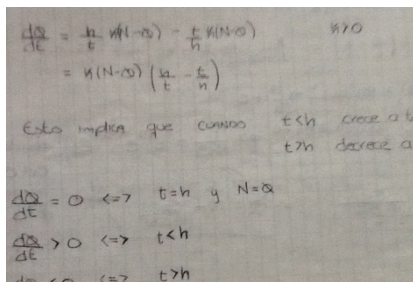 dQ/dt = h/t κ(N-Q) - t/h κ(N-Q) κ>0
= κ(N-Q) (h/t - t/h)
Esto implica que cuando t<h crece a t
t>h decrece a
dQ/dt = 0 <=> t=h y N=Q
dQ/dt > 0 <=> t<h
<=> t>h